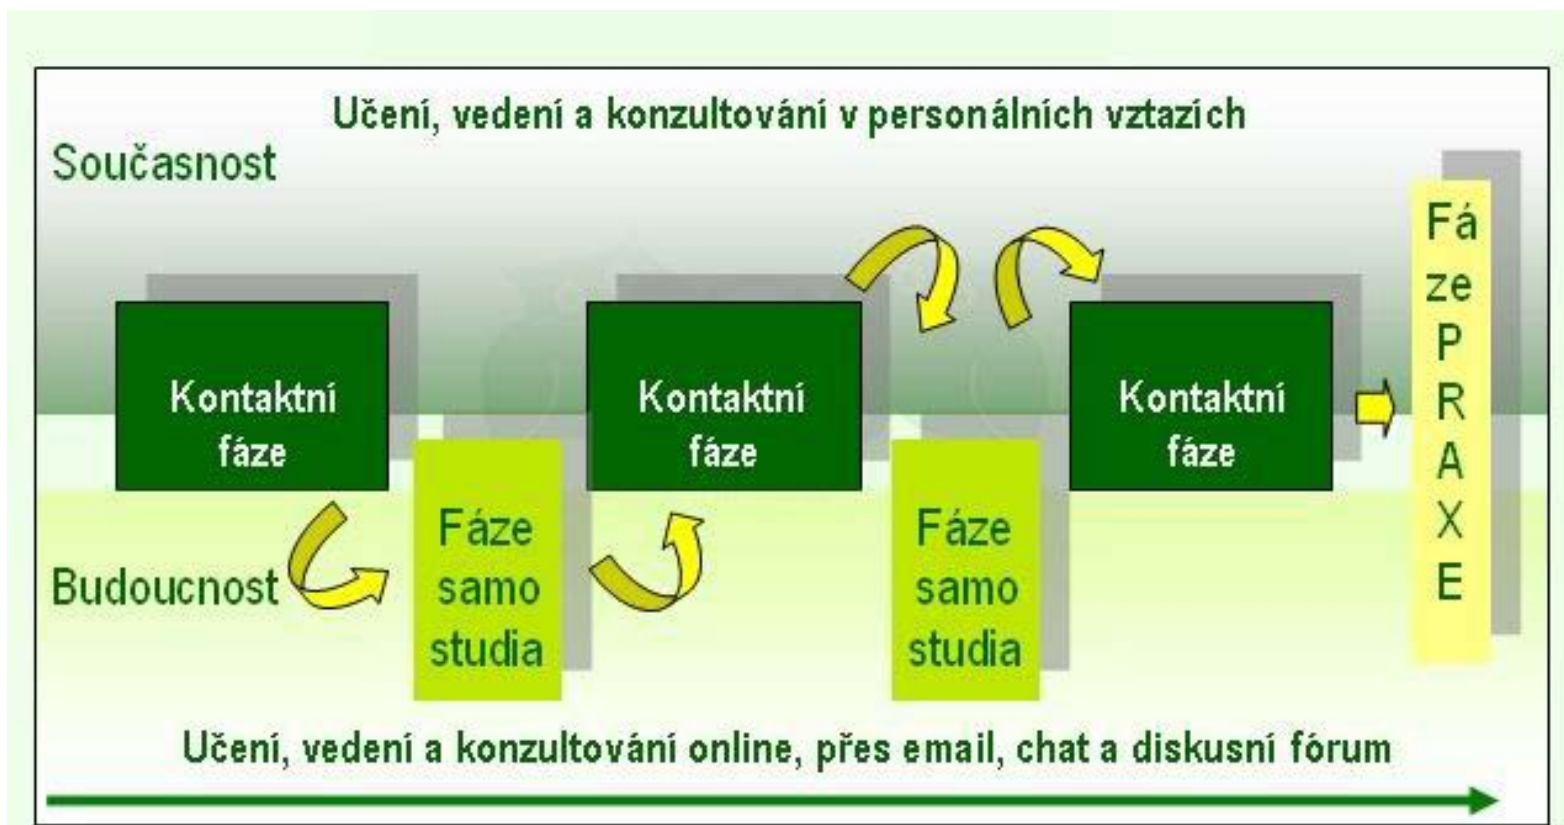 Učení, vedení a konzultování v personálních vztazích
Současnost
Kontaktní
fáze
Kontaktní
fáze
Kontaktní
fáze
Fá
ze
P
R
A
X
E
Budoucnost
Fáze
samo
studia
Fáze
samo
studia
Učení, vedení a konzultování online, přes email, chat a diskusní fórum